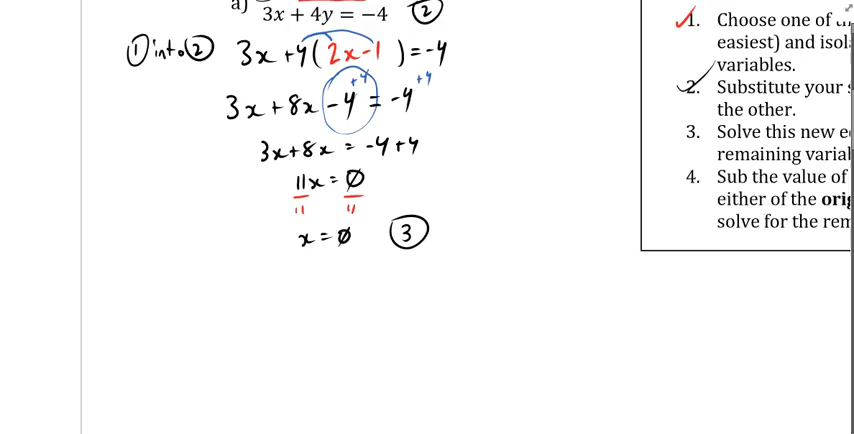 a)
3x + 4y = −4 ②
① into ② 3x + 4(2x-1) = -4
+4 +4
3x + 8x - 4 = -4
3x + 8x = -4 + 4
11x = 0
11 11
x = 0 ③
1. Choose one of
easiest) and isol
variables.
2. Substitute your
the other.
3. Solve this new e
remaining varial
4. Sub the value of
either of the orig
solve for the rem